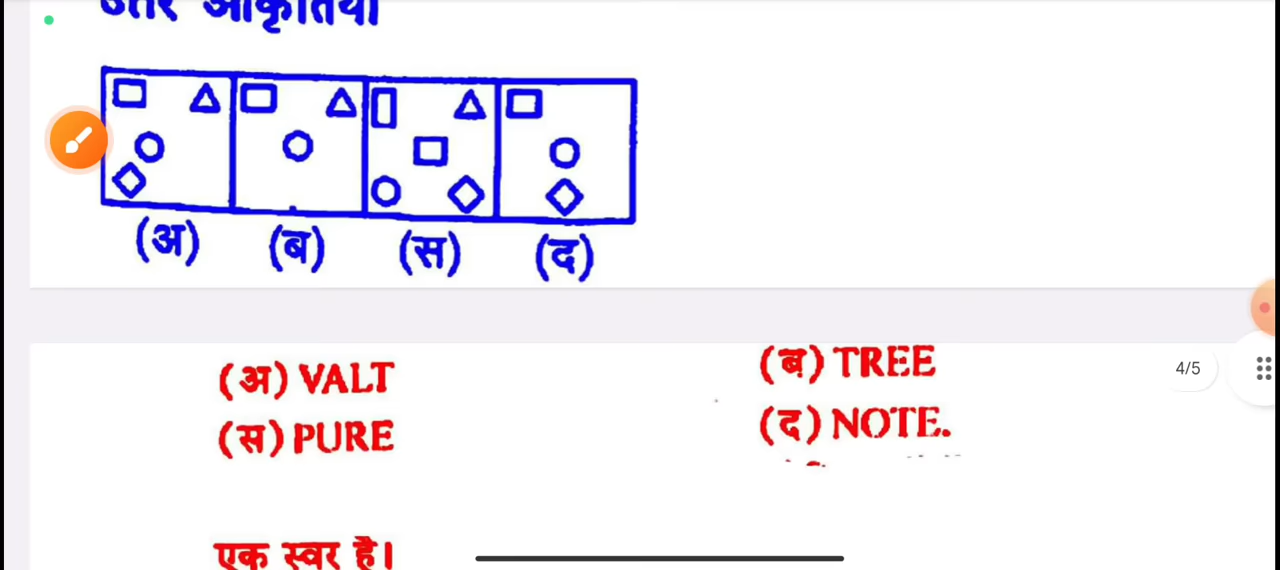 उत्तर आकृतियाँ
(अ) (ब) (स) (द)
(अ) VALT (ब) TREE
4/5
(स) PURE (द) NOTE.
एक स्वर है।